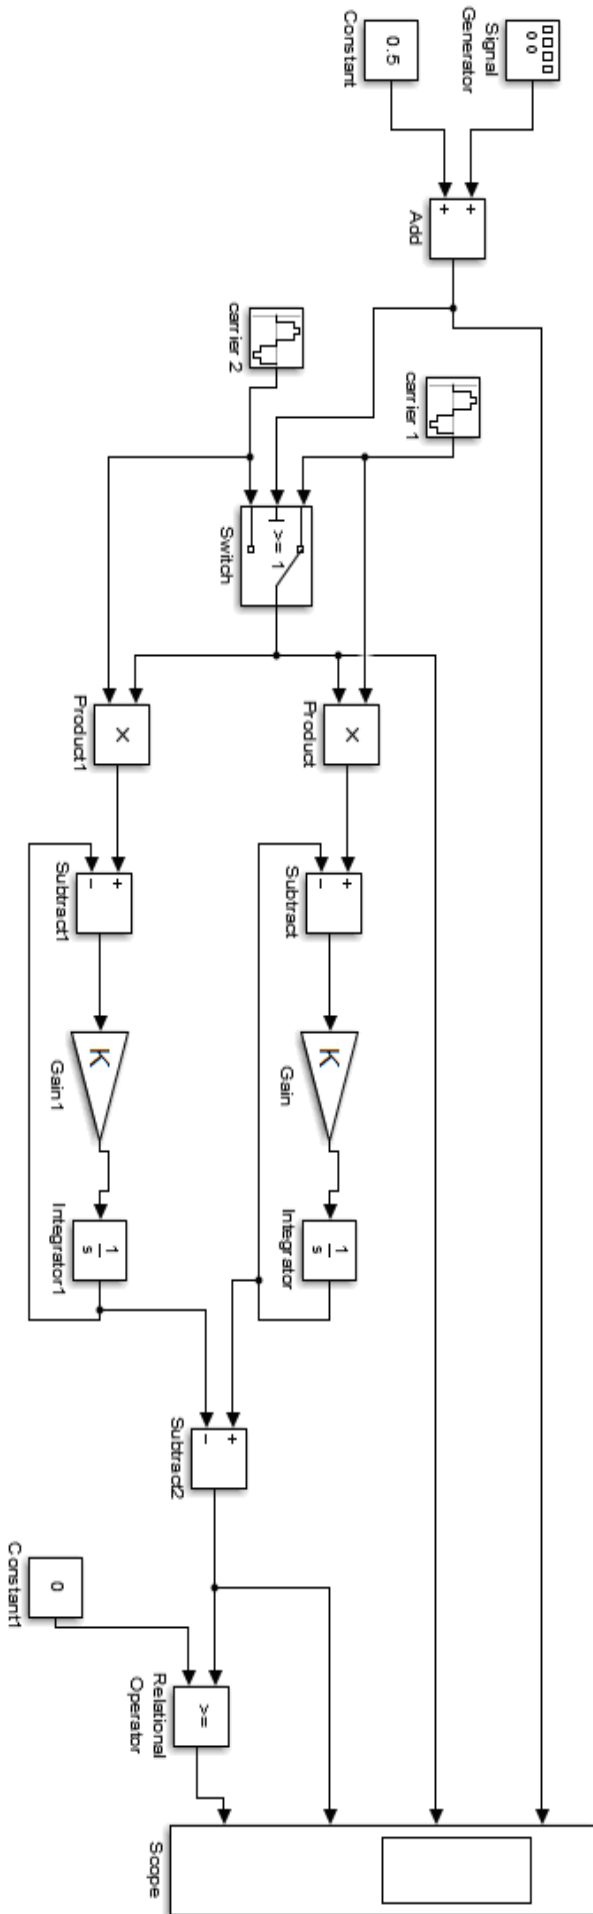 Signal
Generator
0.5
Constant
+
+
Add
carrier 1
carrier 2
>= 1
Switch
×
Product
×
Product1
+
−
Subtract
+
−
Subtract1
K
Gain
K
Gain1
1
s
Integrator
1
s
Integrator1
+
−
Subtract2
0
Constant1
>=
Relational
Operator
Scope